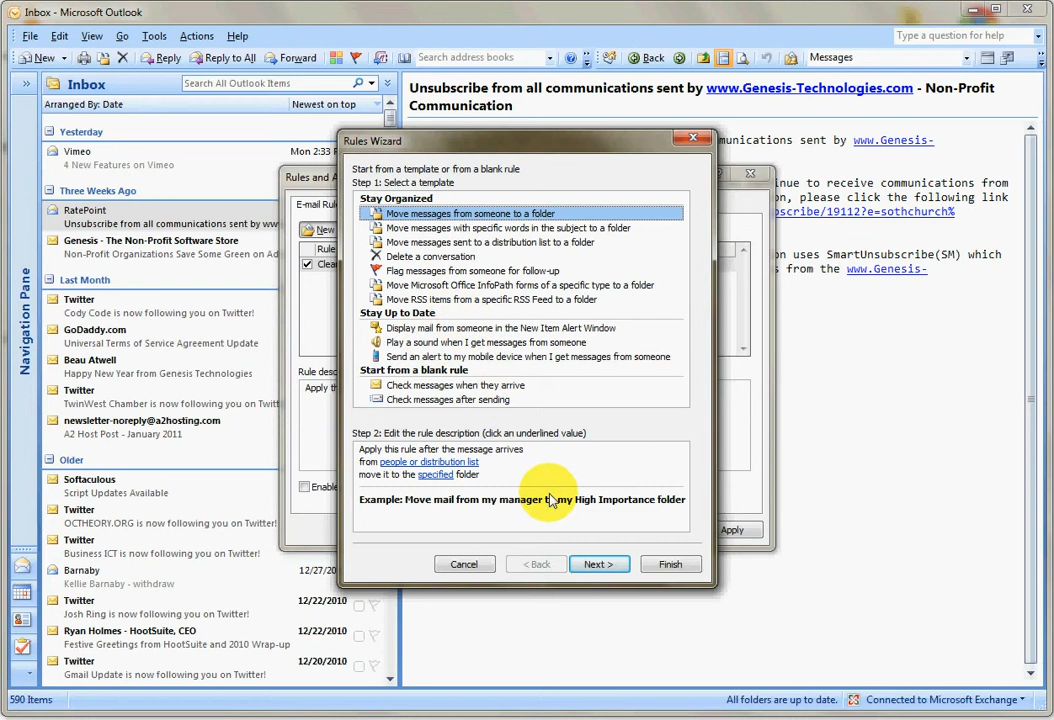 Inbox - Microsoft Outlook
File Edit View Go Tools Actions Help
Type a question for help
New Reply Reply to All Forward Search address books Back Messages
Inbox
Search All Outlook Items
Arranged By: Date Newest on top
Yesterday
Vimeo Mon 2:33
4 New Features on Vimeo
Three Weeks Ago
RatePoint
Unsubscribe from all communications sent by ww
Genesis - The Non-Profit Software Store
Non-Profit Organizations Save Some Green on Ad
Last Month
Twitter
Cody Code is now following you on Twitter!
GoDaddy.com
Universal Terms of Service Agreement Update
Beau Atwell
Happy New Year from Genesis Technologies
Twitter
TwinWest Chamber is now following you on Twi
newsletter-noreply@a2hosting.com
A2 Host Post - January 2011
Older
Softaculous
Script Updates Available
Twitter
OCTHEORY.ORG is now following you on Twitter!
Twitter
Business ICT is now following you on Twitter!
Barnaby 12/27/20
Kellie Barnaby - withdraw
Twitter 12/22/2010
Josh Ring is now following you on Twitter!
Ryan Holmes - HootSuite, CEO 12/22/2010
Festive Greetings from HootSuite and 2010 Wrap-up
Twitter 12/20/2010
Gmail Update is now following you on Twitter!
Navigation Pane
Unsubscribe from all communications sent by www.Genesis-Technologies.com - Non-Profit
Communication
communications sent by www.Genesis-
nue to receive communications from
on, please click the following link
scribe/19112?e=sothchurch%
on uses SmartUnsubscribe(SM) which
s from the www.Genesis-
Rules and A
E-mail Rule
New
Rule
Clea
Rule desc
Apply th
Enable
Apply
Rules Wizard
Start from a template or from a blank rule
Step 1: Select a template
Stay Organized
Move messages from someone to a folder
Move messages with specific words in the subject to a folder
Move messages sent to a distribution list to a folder
Delete a conversation
Flag messages from someone for follow-up
Move Microsoft Office InfoPath forms of a specific type to a folder
Move RSS items from a specific RSS Feed to a folder
Stay Up to Date
Display mail from someone in the New Item Alert Window
Play a sound when I get messages from someone
Send an alert to my mobile device when I get messages from someone
Start from a blank rule
Check messages when they arrive
Check messages after sending
Step 2: Edit the rule description (click an underlined value)
Apply this rule after the message arrives
from people or distribution list
move it to the specified folder
Example: Move mail from my manager to my High Importance folder
Cancel < Back Next > Finish
590 Items All folders are up to date. Connected to Microsoft Exchange